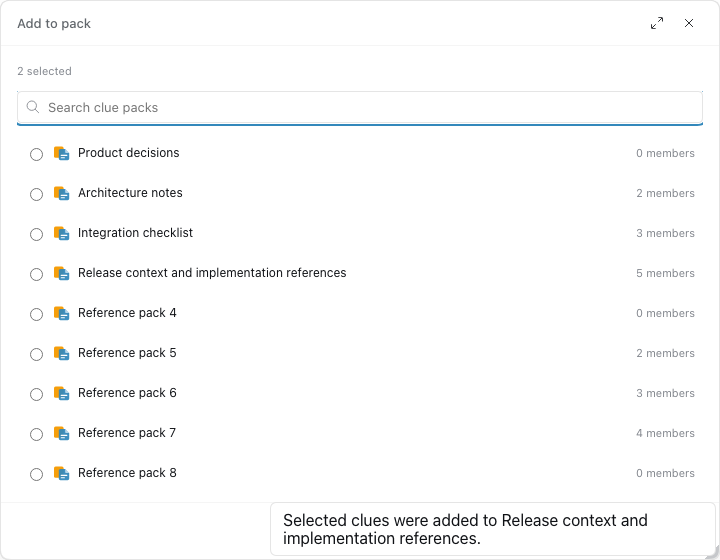 Add to pack
2 selected
Search clue packs
Product decisions 0 members
Architecture notes 2 members
Integration checklist 3 members
Release context and implementation references 5 members
Reference pack 4 0 members
Reference pack 5 2 members
Reference pack 6 3 members
Reference pack 7 4 members
Reference pack 8 0 members
Selected clues were added to Release context and
implementation references.